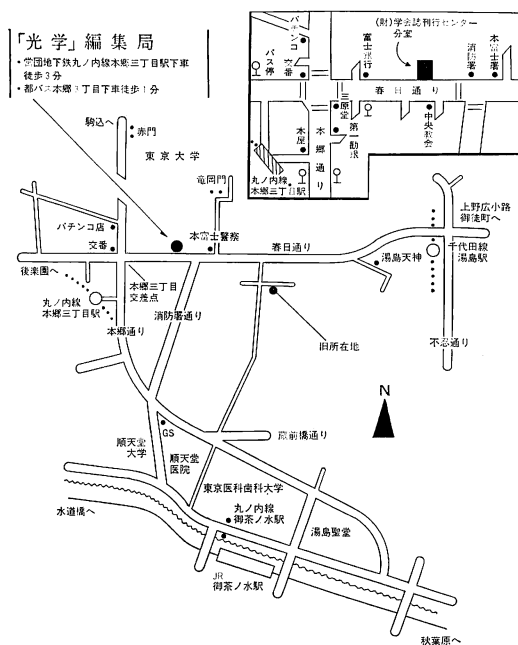 「光学」編集局
・営団地下鉄丸ノ内線本郷三丁目駅下車
徒歩3分
・都バス本郷3丁目下車徒歩1分
(財)学会誌刊行センター
分室
パチンコ
バス停
交番
富士銀行
消防署
本富士署
春日通り
三原堂
第一勧銀
中央教会
本屋
本郷通り
丸ノ内線
本郷三丁目駅
駒込へ
赤門
東京大学
竜岡門
パチンコ店
交番
本富士警察
春日通り
上野広小路
御徒町へ
千代田線
湯島駅
湯島天神
後楽園へ
本郷三丁目
交差点
丸ノ内線
本郷三丁目駅
消防署通り
本郷通り
旧所在地
不忍通り
N
GS
蔵前橋通り
順天堂
大学
順天堂
医院
東京医科歯科大学
水道橋へ
丸ノ内線
御茶ノ水駅
湯島聖堂
JR
御茶ノ水駅
秋葉原へ